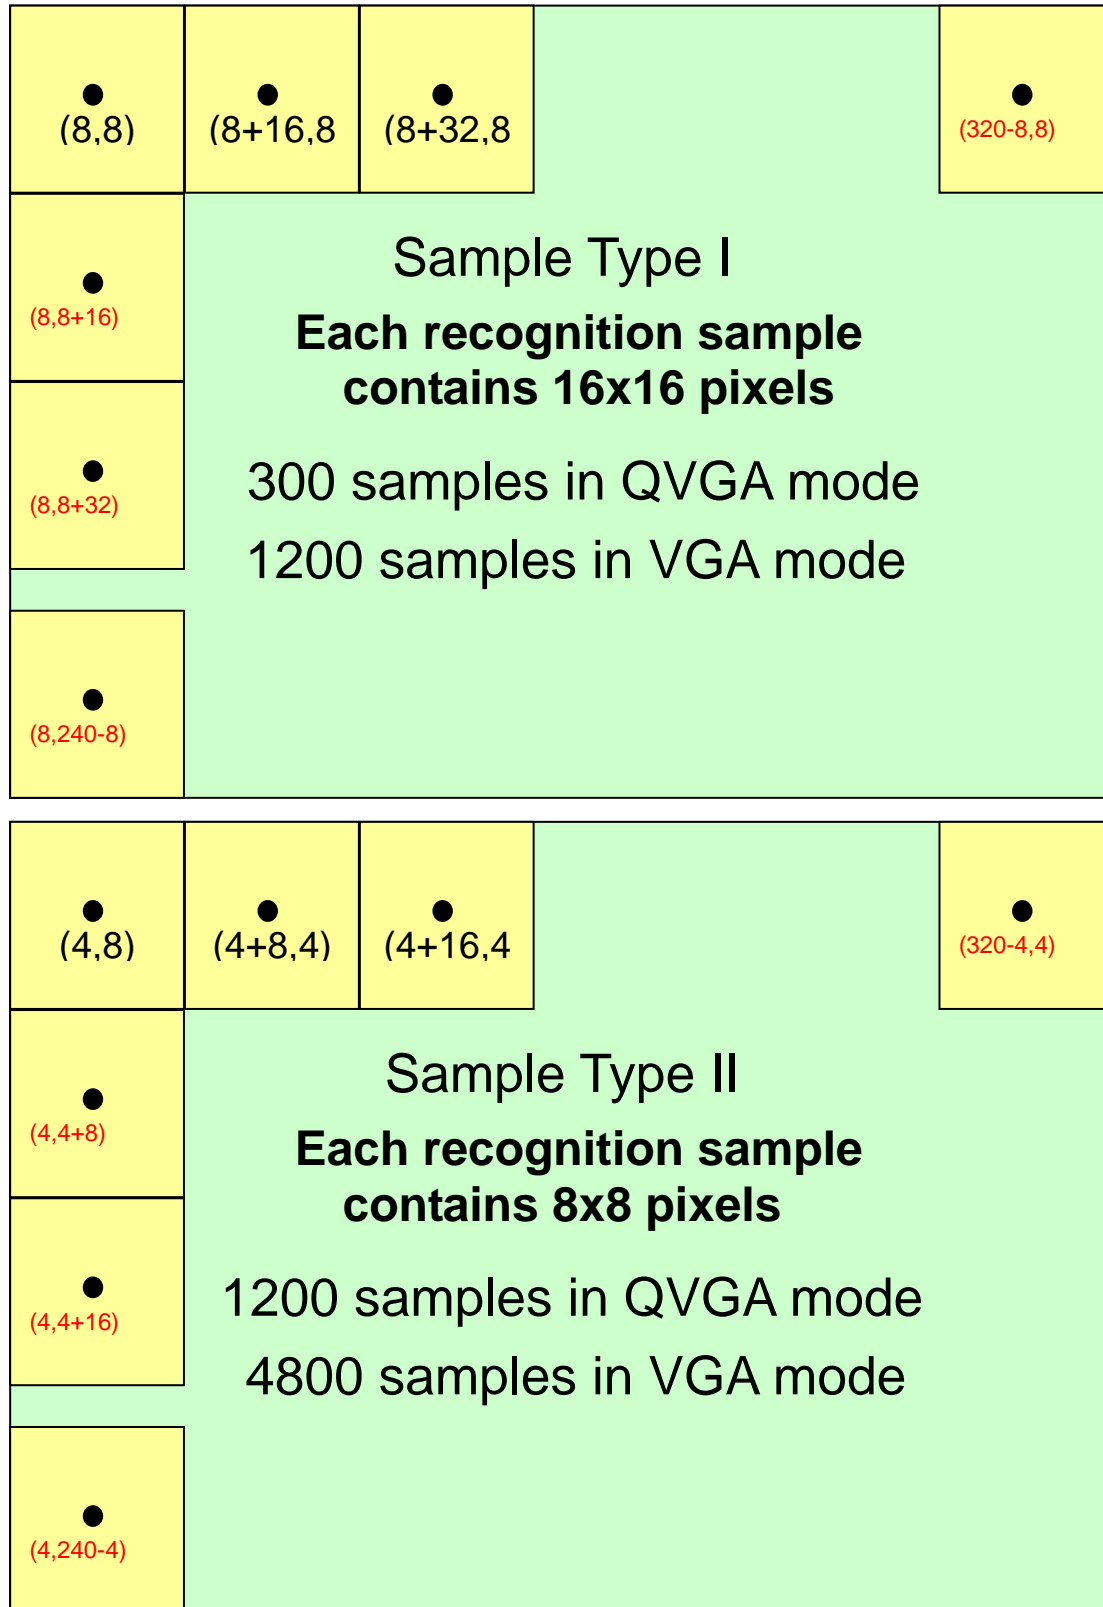 (8,8)
(8+16,8
(8+32,8
(320-8,8)
(8,8+16)
Sample Type I
Each recognition sample
contains 16x16 pixels
(8,8+32)
300 samples in QVGA mode
1200 samples in VGA mode
(8,240-8)
(4,8)
(4+8,4)
(4+16,4
(320-4,4)
(4,4+8)
Sample Type II
Each recognition sample
contains 8x8 pixels
(4,4+16)
1200 samples in QVGA mode
4800 samples in VGA mode
(4,240-4)